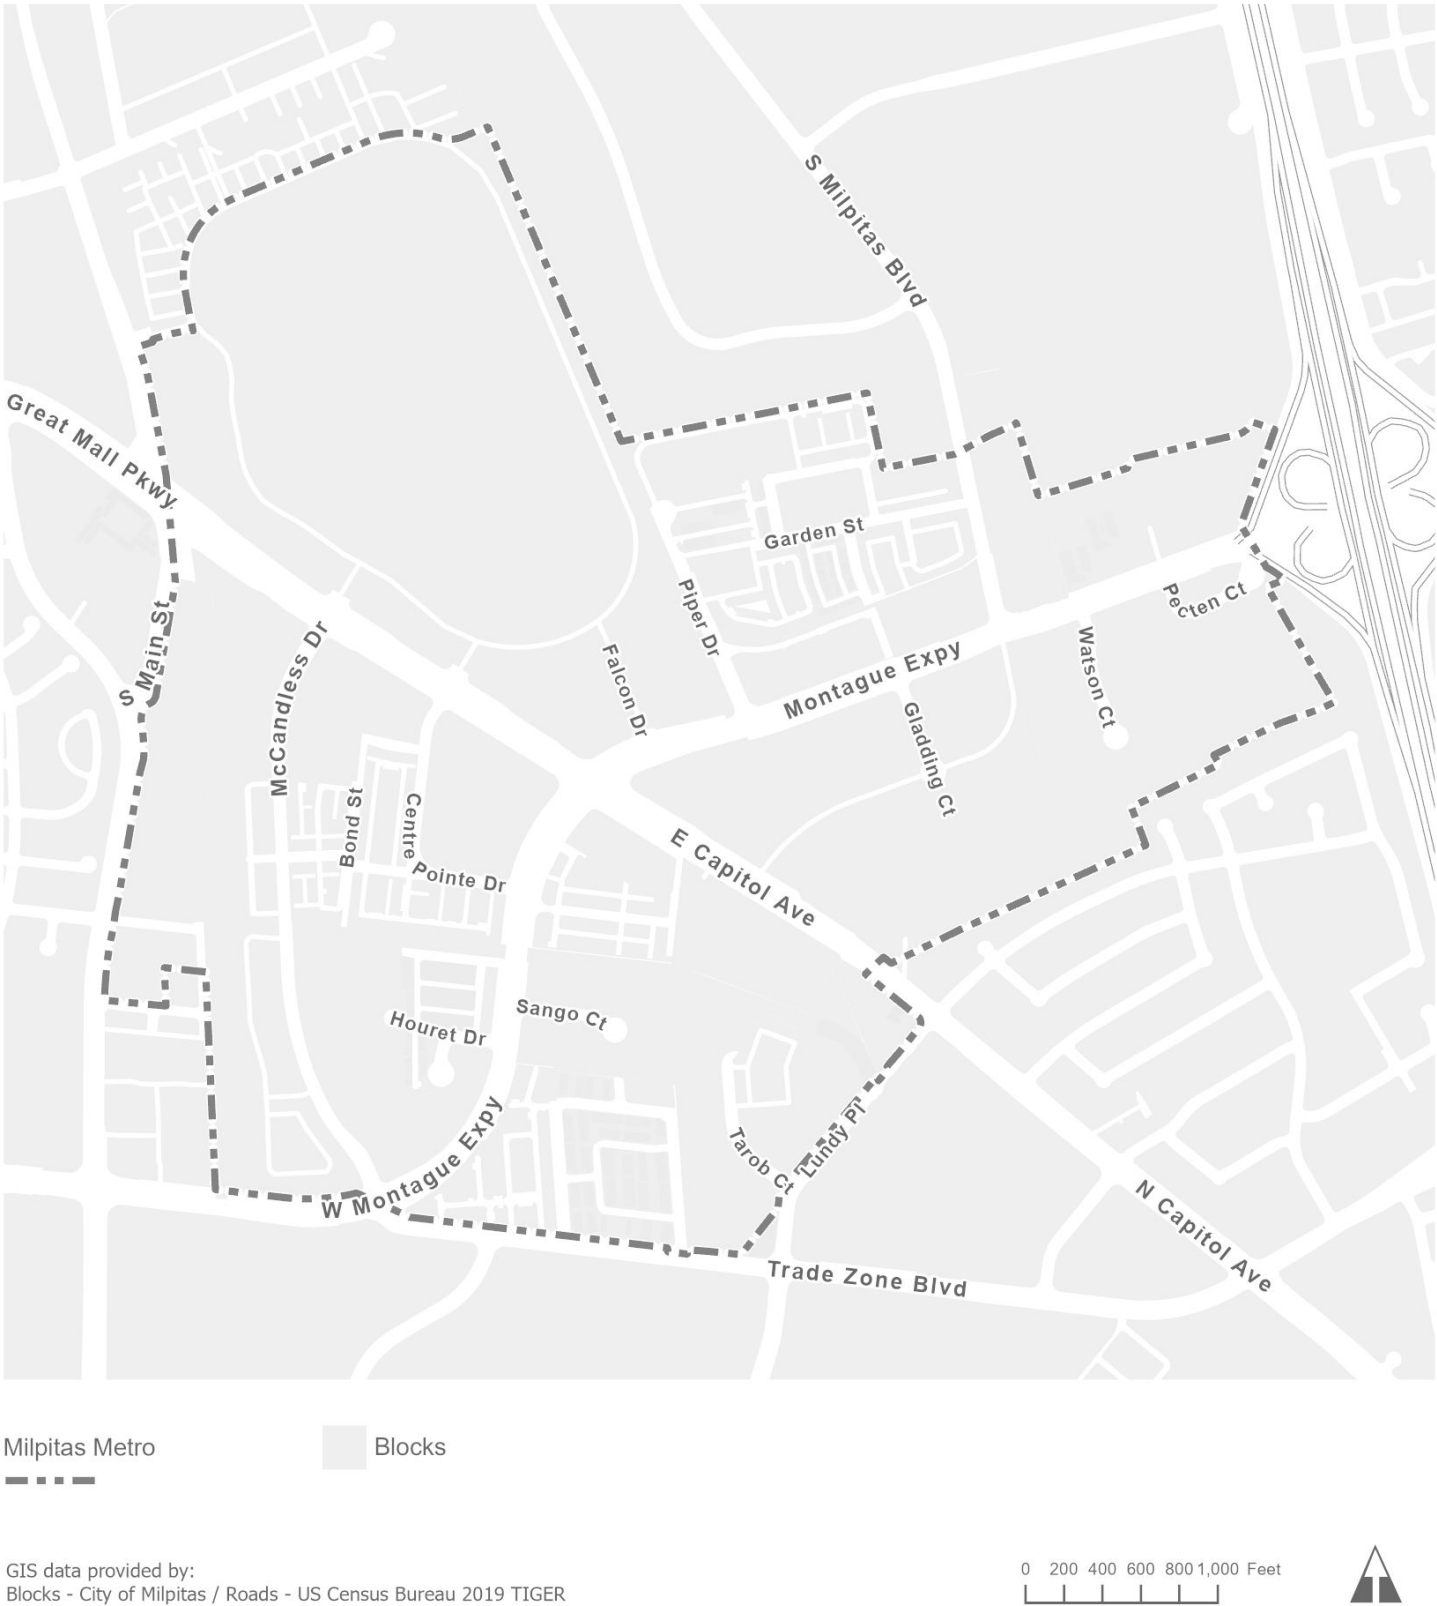 S Milpitas Blvd
Great Mall Pkwy
Garden St
Piper Dr
Pecten Ct
S Main St
McCandless Dr
Falcon Dr
Montague Expy
Watson Ct
Gladding Ct
Bond St
Centre Pointe Dr
E Capitol Ave
Houret Dr
Sango Ct
W Montague Expy
Tarob Ct
Lundy Pl
N Capitol Ave
Trade Zone Blvd
Milpitas Metro
Blocks
GIS data provided by:
Blocks - City of Milpitas / Roads - US Census Bureau 2019 TIGER
0 200 400 600 800 1,000 Feet